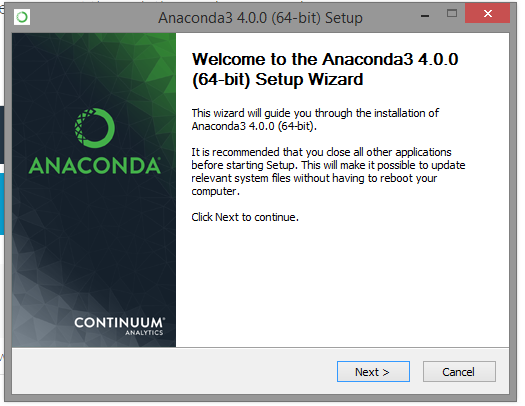 Anaconda3 4.0.0 (64-bit) Setup
Welcome to the Anaconda3 4.0.0
(64-bit) Setup Wizard
This wizard will guide you through the installation of
Anaconda3 4.0.0 (64-bit).
It is recommended that you close all other applications
before starting Setup. This will make it possible to update
relevant system files without having to reboot your
computer.
Click Next to continue.
ANACONDA
CONTINUUM®
ANALYTICS
Next >
Cancel